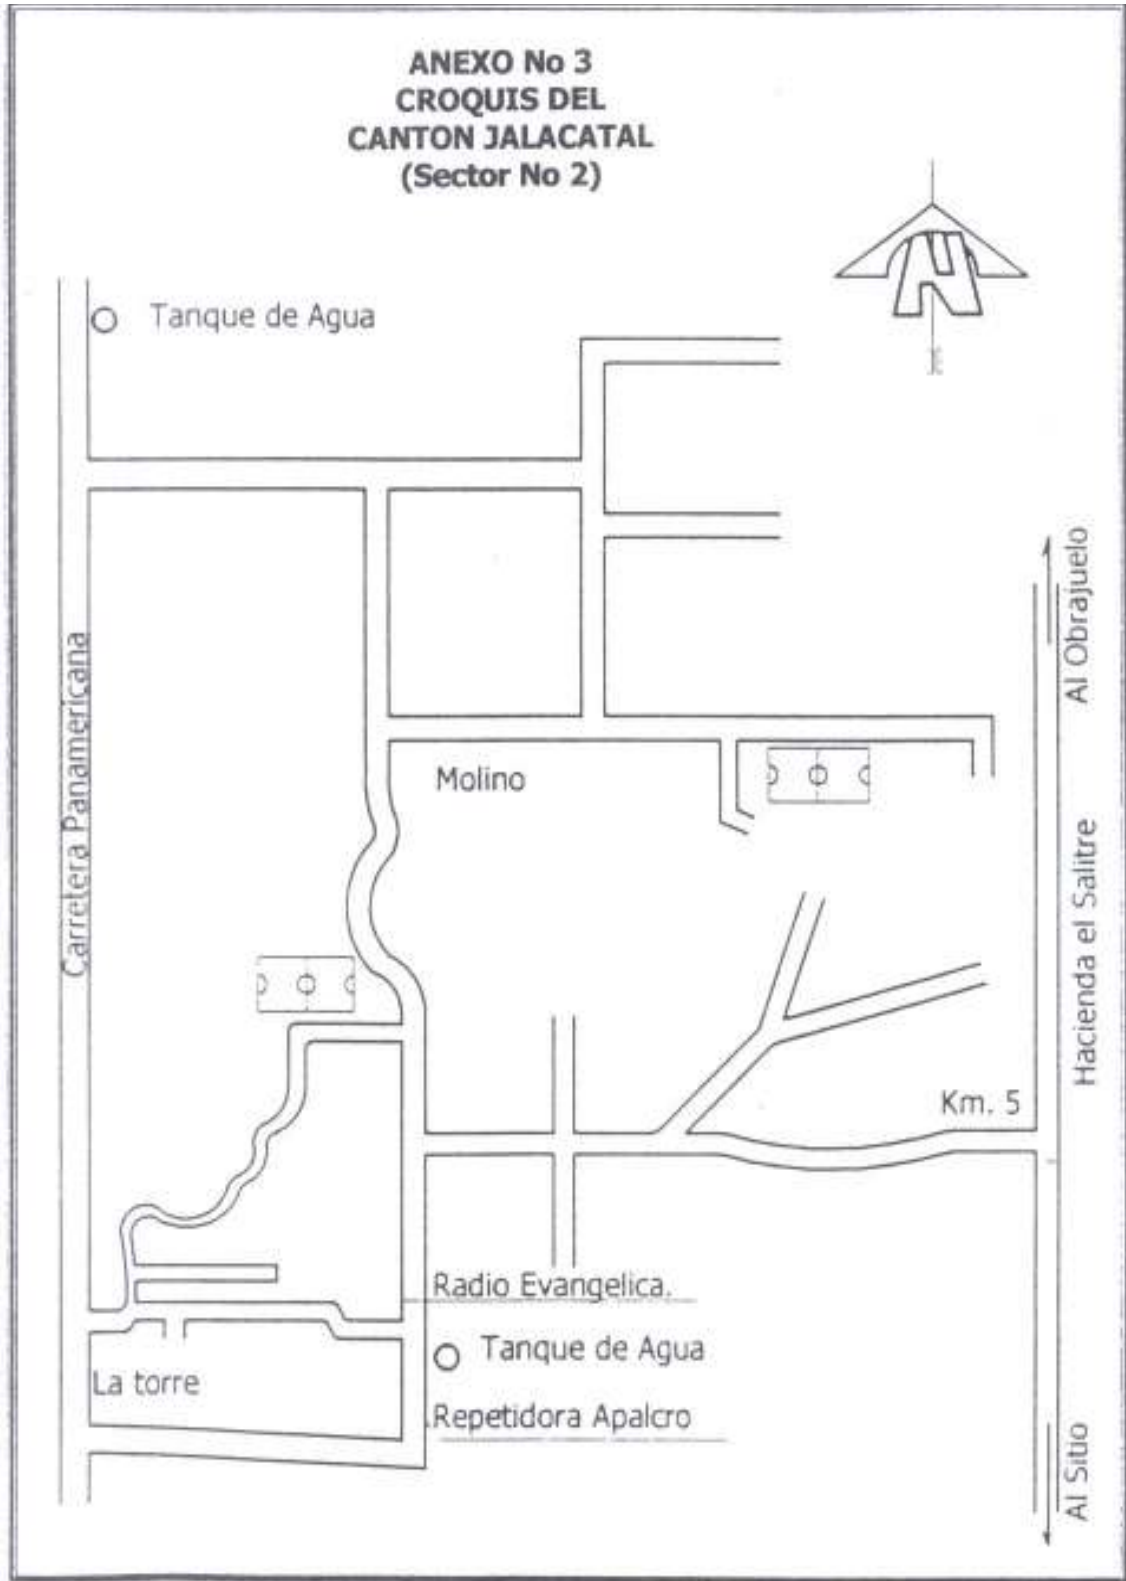 ANEXO No 3
CROQUIS DEL
CANTON JALACATAL
(Sector No 2)
N
Tanque de Agua
Al Obrajuelo
Carretera Panamericana
Molino
Hacienda el Salitre
Km. 5
Radio Evangelica.
Tanque de Agua
La torre
Repetidora Apalcro
Al Sitio